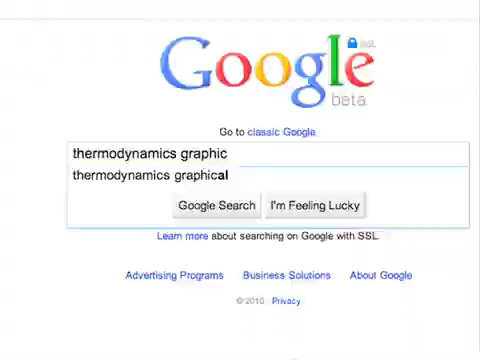 Google
SSL
beta
Go to classic Google.
thermodynamics graphic
thermodynamics graphical
Google Search I'm Feeling Lucky
Learn more about searching on Google with SSL.
Advertising Programs Business Solutions About Google
© 2010 Privacy